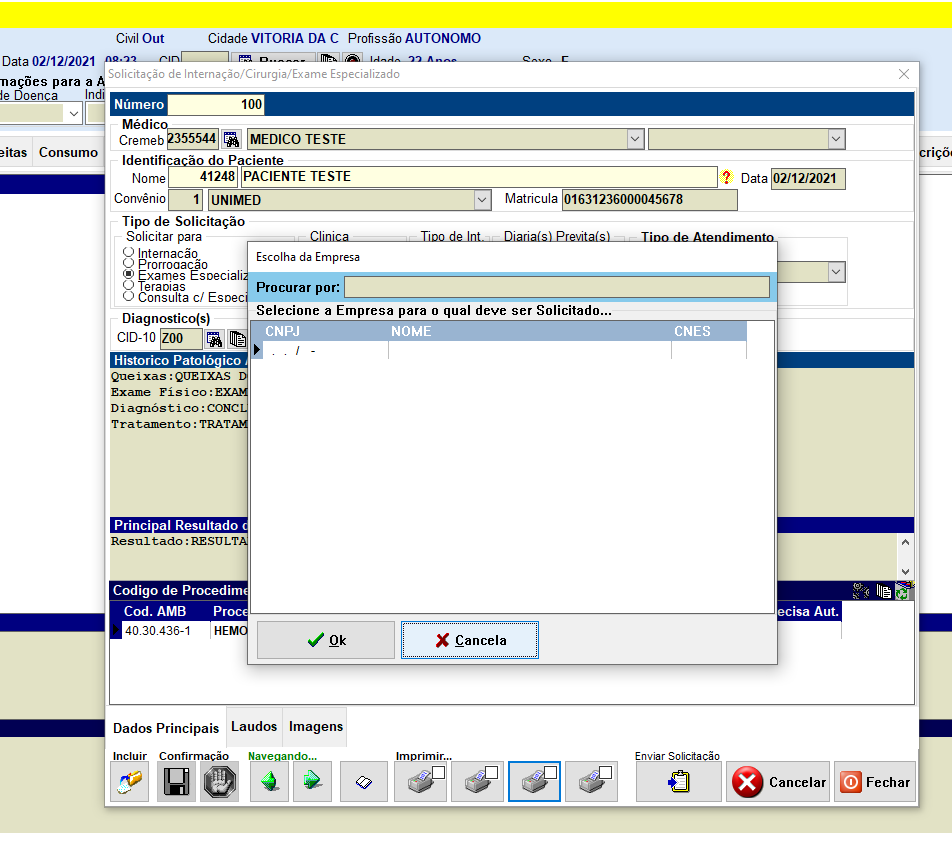 Civil Out Cidade VITORIA DA C Profissão AUTONOMO
Data 02/12/2021 08:23 CID Buscar Idade 22 Anos Sexo F
mações para a A
de Doença Indi
eitas Consumo
criçõe
Solicitação de Internação/Cirurgia/Exame Especializado
Número 100
Médico
Cremeb 2355544 MEDICO TESTE
Identificação do Paciente
Nome 41248 PACIENTE TESTE ? Data 02/12/2021
Convênio 1 UNIMED Matricula 01631236000045678
Tipo de Solicitação
Solicitar para Clinica Tipo de Int. Diaria(s) Previta(s) Tipo de Atendimento
Internação
Prorrogação
Exames Especializ
Terapias
Consulta c/ Especi
Diagnostico(s)
CID-10 Z00
Historico Patológico
Queixas:QUEIXAS D
Exame Físico:EXAM
Diagnóstico:CONCL
Tratamento:TRATAM
Principal Resultado d
Resultado:RESULTA
Codigo de Procedime
Cod. AMB Proce ecisa Aut.
40.30.436-1 HEMO
Escolha da Empresa
Procurar por:
Selecione a Empresa para o qual deve ser Solicitado...
CNPJ NOME CNES
. . / -
Ok Cancela
Dados Principais Laudos Imagens
Incluir Confirmação Navegando... Imprimir... Enviar Solicitação
Cancelar Fechar